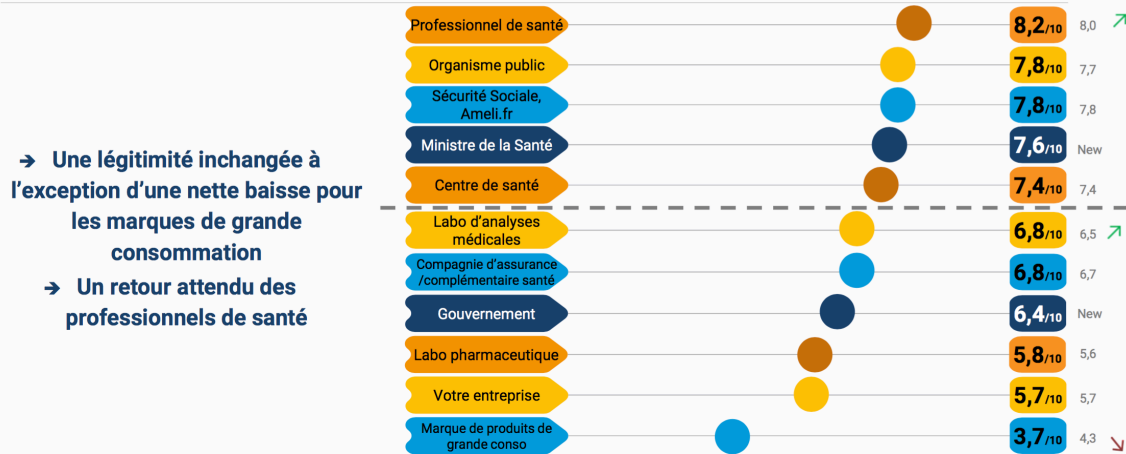 ➔ Une légitimité inchangée à
l'exception d'une nette baisse pour
les marques de grande
consommation
➔ Un retour attendu des
professionnels de santé
Professionnel de santé 8,2/10 8,0
Organisme public 7,8/10 7,7
Sécurité Sociale,
Ameli.fr 7,8/10 7,8
Ministre de la Santé 7,6/10 New
Centre de santé 7,4/10 7,4
Labo d'analyses
médicales 6,8/10 6,5
Compagnie d'assurance
/complémentaire santé 6,8/10 6,7
Gouvernement 6,4/10 New
Labo pharmaceutique 5,8/10 5,6
Votre entreprise 5,7/10 5,7
Marque de produits de
grande conso 3,7/10 4,3